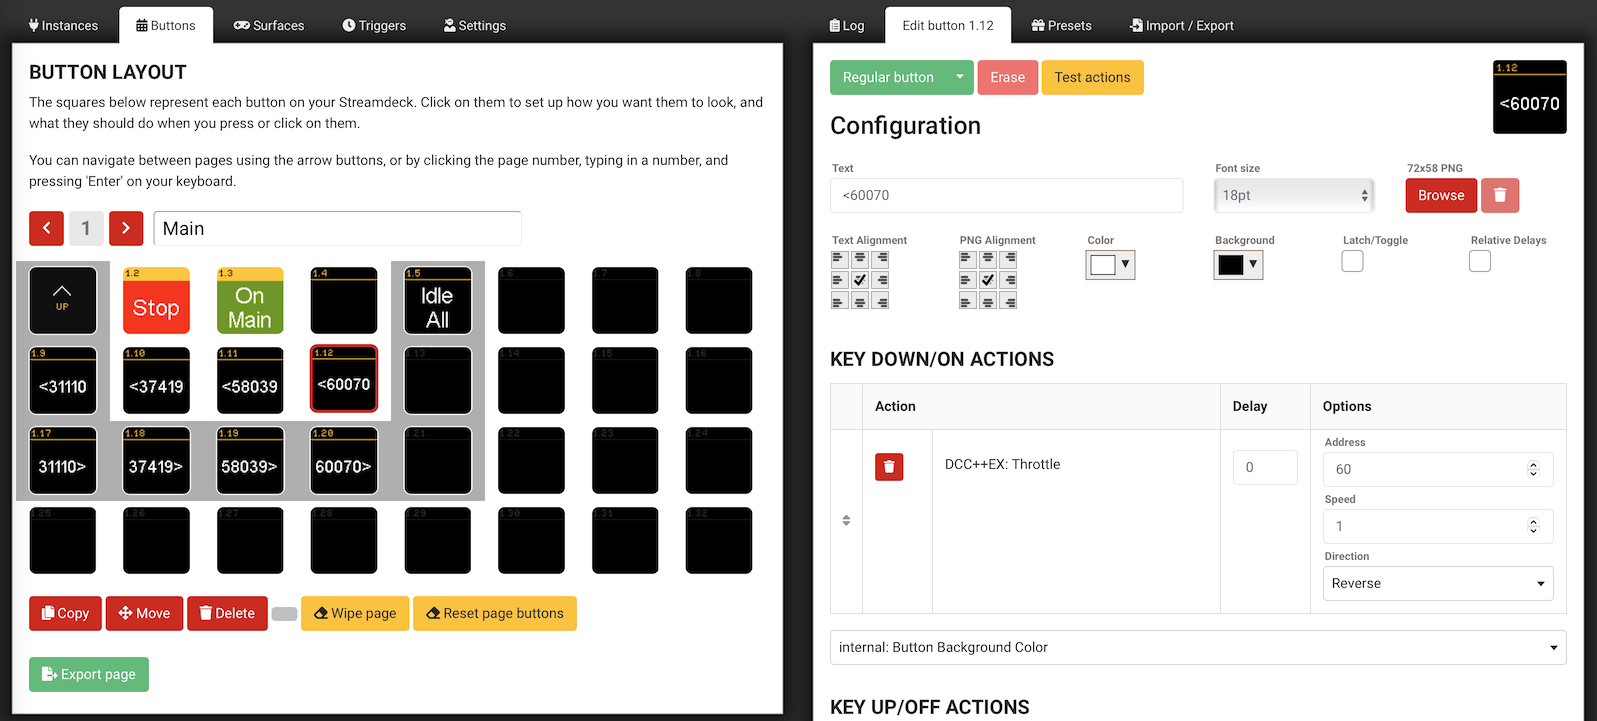 Instances
Buttons
Surfaces
Triggers
Settings
BUTTON LAYOUT
The squares below represent each button on your Streamdeck. Click on them to set up how you want them to look, and
what they should do when you press or click on them.
You can navigate between pages using the arrow buttons, or by clicking the page number, typing in a number, and
pressing 'Enter' on your keyboard.
1
Main
UP
1.2
Stop
1.3
On
Main
1.4
1.5
Idle
All
1.6
1.7
1.8
1.9
<31110
1.10
<37419
1.11
<58039
1.12
<60070
1.13
1.14
1.15
1.16
1.17
31110>
1.18
37419>
1.19
58039>
1.20
60070>
1.21
1.22
1.23
1.24
1.25
1.26
1.27
1.28
1.29
1.30
1.31
1.32
Copy
Move
Delete
Wipe page
Reset page buttons
Export page
Log
Edit button 1.12
Presets
Import / Export
Regular button
Erase
Test actions
1.12
<60070
Configuration
Text
<60070
Font size
18pt
72x58 PNG
Browse
Text Alignment
PNG Alignment
Color
Background
Latch/Toggle
Relative Delays
KEY DOWN/ON ACTIONS
Action
Delay
Options
DCC++EX: Throttle
0
Address
60
Speed
1
Direction
Reverse
internal: Button Background Color
KEY UP/OFF ACTIONS